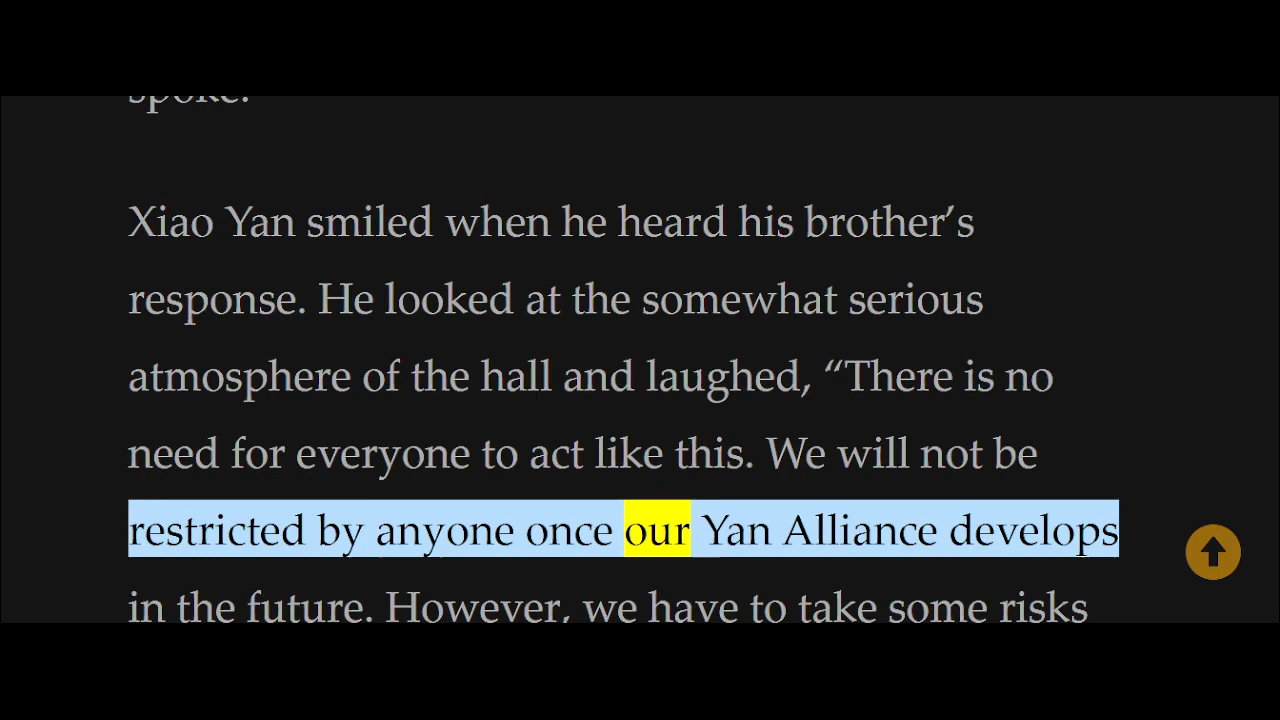 spoke.
Xiao Yan smiled when he heard his brother’s
response. He looked at the somewhat serious
atmosphere of the hall and laughed, “There is no
need for everyone to act like this. We will not be
restricted by anyone once our Yan Alliance develops
in the future. However, we have to take some risks